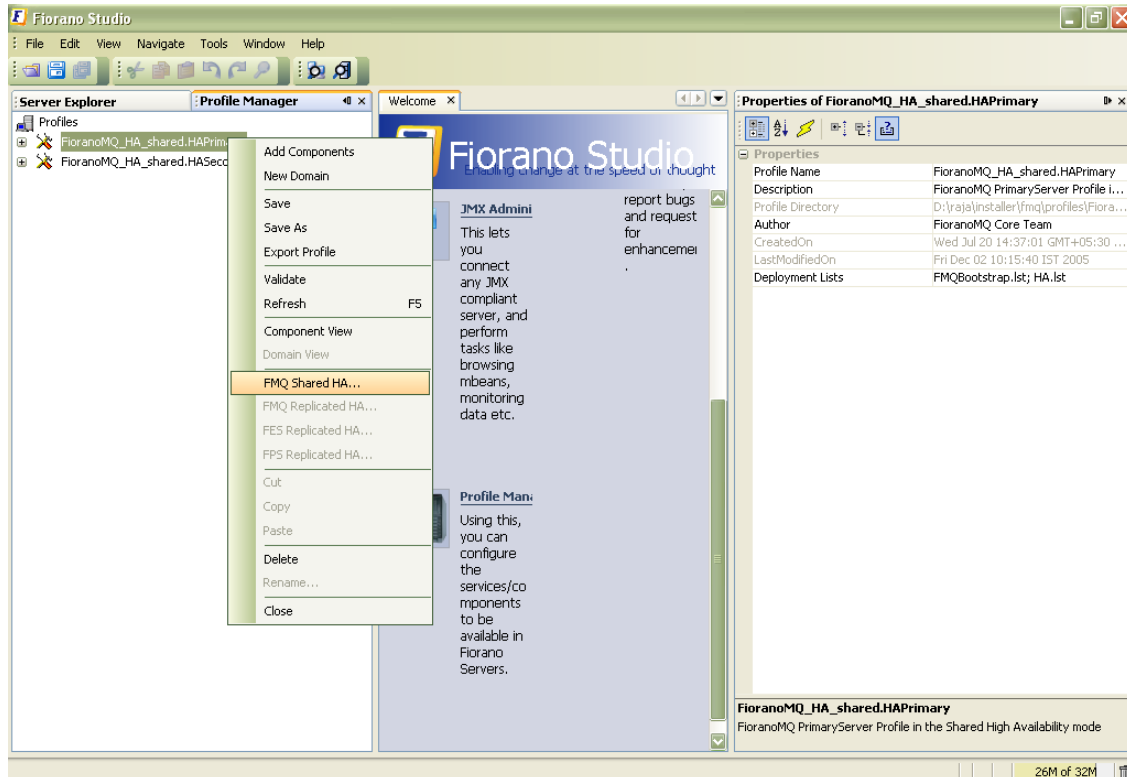 Fiorano Studio
File Edit View Navigate Tools Window Help
Server Explorer
Profiles
FioranoMQ_HA_shared.HAPrim
FioranoMQ_HA_shared.HASeco
Profile Manager
Add Components
New Domain
Save
Save As
Export Profile
Validate
Refresh F5
Component View
Domain View
FMQ Shared HA...
FMQ Replicated HA...
FES Replicated HA...
FPS Replicated HA...
Cut
Copy
Paste
Delete
Rename...
Close
Welcome
Fiorano Studio
Enabling change at the speed of thought
JMX Admini
This lets
you
connect
any JMX
compliant
server, and
perform
tasks like
browsing
mbeans,
monitoring
data etc.
report bugs
and request
for
enhancemei
.
Profile Mana
Using this,
you can
configure
the
services/co
mponents
to be
available in
Fiorano
Servers.
Properties of FioranoMQ_HA_shared.HAPrimary
Properties
Profile Name FioranoMQ_HA_shared.HAPrimary
Description FioranoMQ PrimaryServer Profile i...
Profile Directory D:\raja\installer\fmq\profiles\Fiora...
Author FioranoMQ Core Team
CreatedOn Wed Jul 20 14:37:01 GMT+05:30 ...
LastModifiedOn Fri Dec 02 10:15:40 IST 2005
Deployment Lists FMQBootstrap.lst; HA.lst
FioranoMQ_HA_shared.HAPrimary
FioranoMQ PrimaryServer Profile in the Shared High Availability mode
26M of 32M